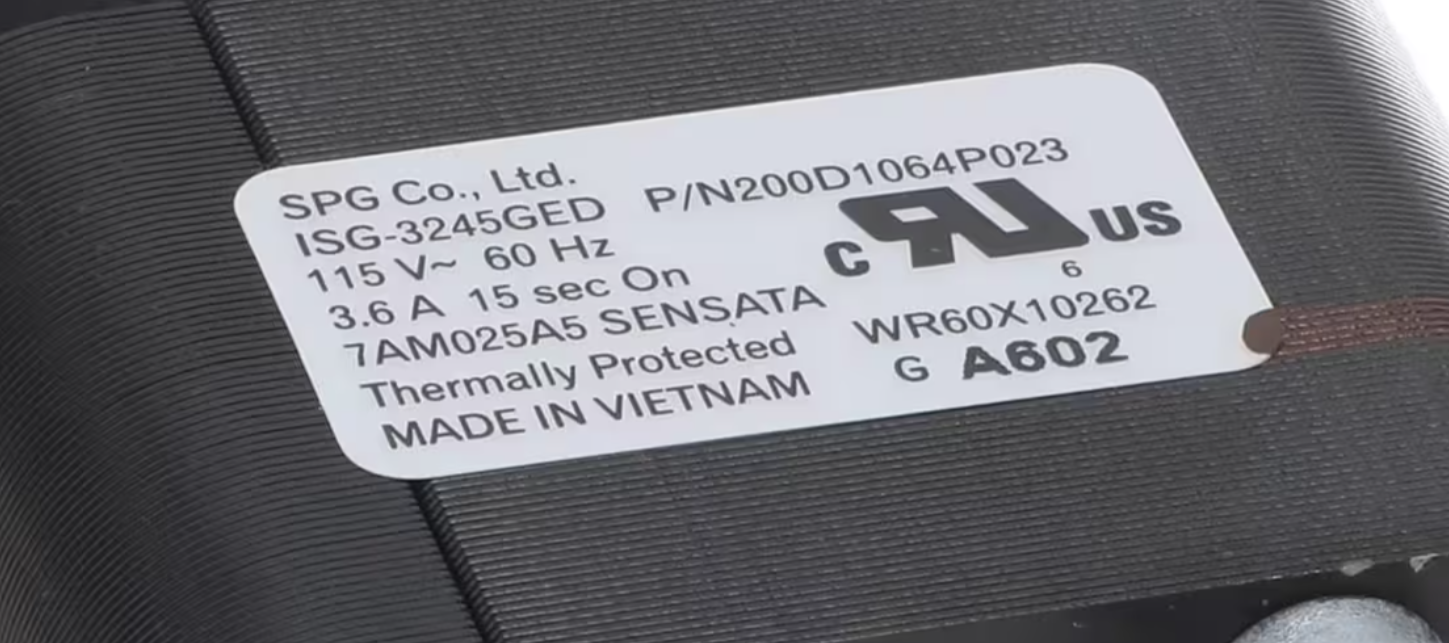 SPG Co., Ltd.
ISG-3245GED P/N200D1064P023
115 V~ 60 Hz
3.6 A 15 sec On
7AM025A5 SENSATA
Thermally Protected
MADE IN VIETNAM
C RU US
6
WR60X10262
G A602